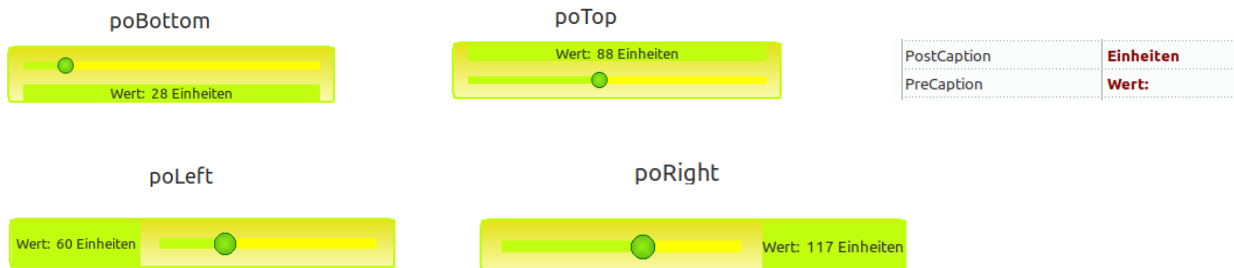 poBottom
poTop
Wert: 28 Einheiten
Wert: 88 Einheiten
PostCaption Einheiten
PreCaption Wert:
poLeft
poRight
Wert: 60 Einheiten
Wert: 117 Einheiten